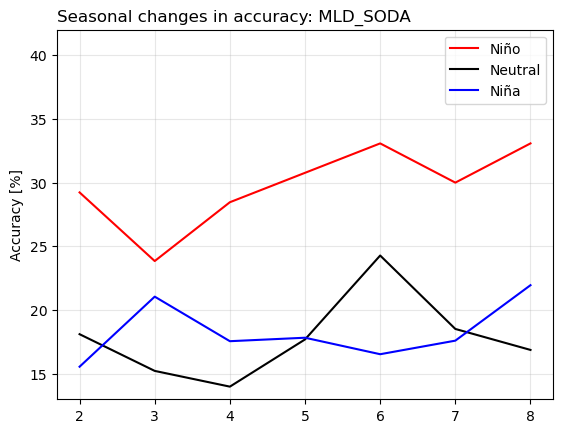 Seasonal changes in accuracy: MLD_SODA
Niño
Neutral
Niña
Accuracy [%]
40
35
30
25
20
15
2 3 4 5 6 7 8